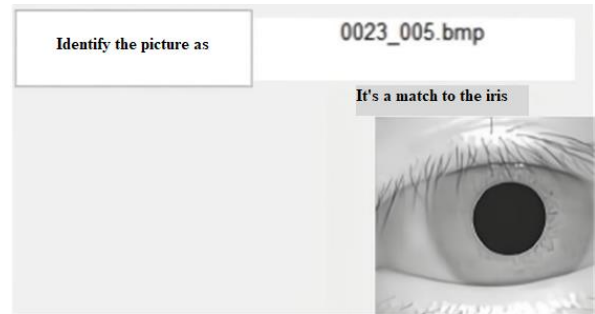 Identify the picture as
0023_005.bmp
It's a match to the iris